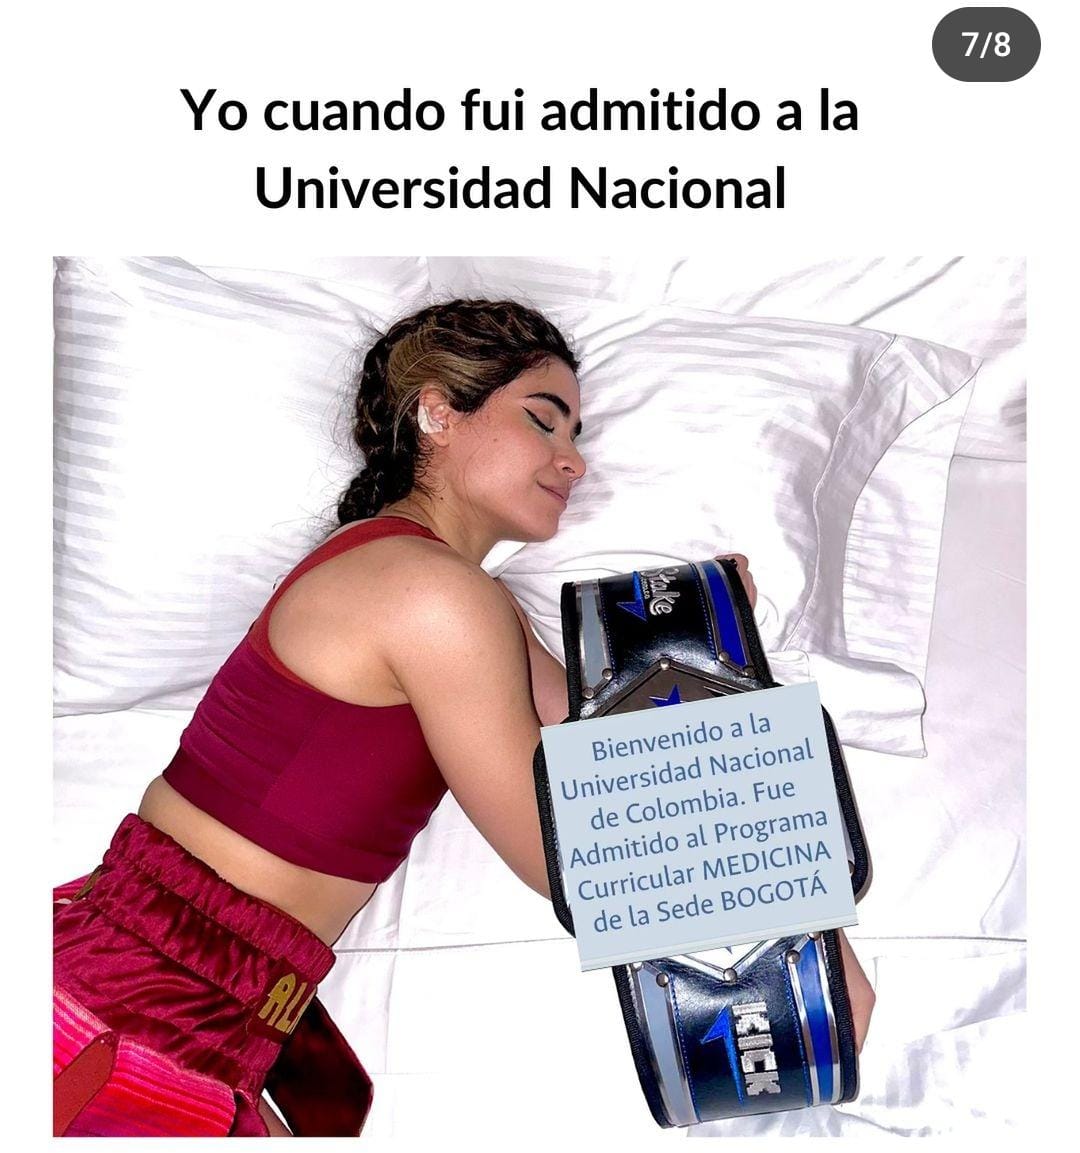 7/8
Yo cuando fui admitido a la
Universidad Nacional
Stake
Bienvenido a la
Universidad Nacional
de Colombia. Fue
Admitido al Programa
Curricular MEDICINA
de la Sede BOGOTÁ
ALI
KICK